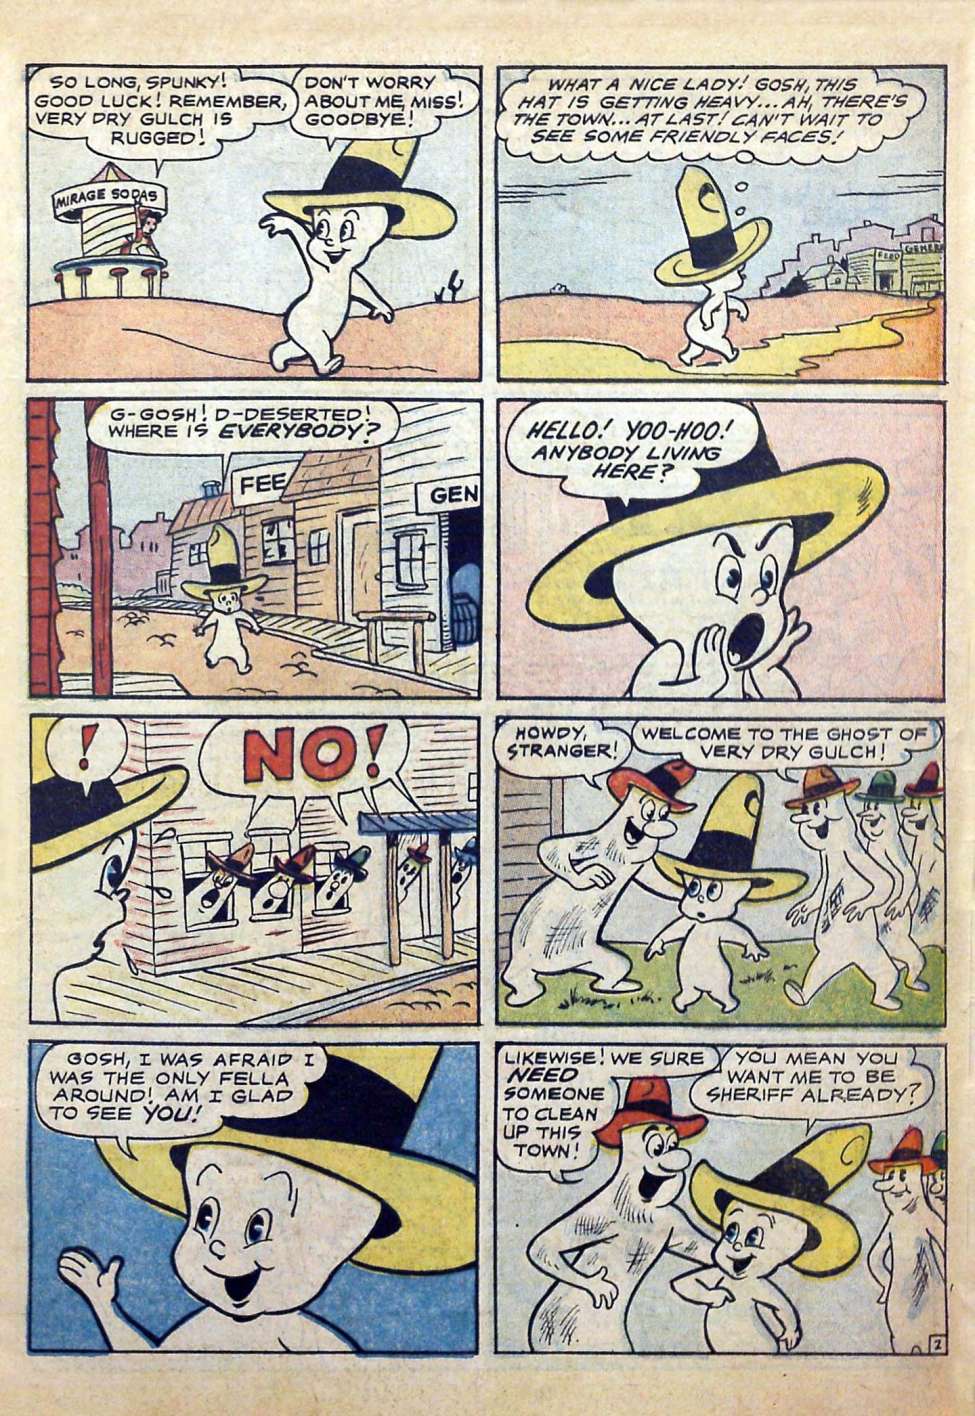 SO LONG, SPUNKY!
GOOD LUCK! REMEMBER,
VERY DRY GULCH IS
RUGGED!
DON'T WORRY
ABOUT ME, MISS!
GOODBYE!
MIRAGE SODAS
WHAT A NICE LADY! GOSH, THIS
HAT IS GETTING HEAVY... AH, THERE'S
THE TOWN... AT LAST! CAN'T WAIT TO
SEE SOME FRIENDLY FACES!
FEED
GENERA
G-GOSH! D-DESERTED!
WHERE IS EVERYBODY?
FEE
GEN
HELLO! YOO-HOO!
ANYBODY LIVING
HERE?
!
NO!
HOWDY,
STRANGER!
WELCOME TO THE GHOST OF
VERY DRY GULCH!
GOSH, I WAS AFRAID I
WAS THE ONLY FELLA
AROUND! AM I GLAD
TO SEE YOU!
LIKEWISE! WE SURE
NEED
SOMEONE
TO CLEAN
UP THIS
TOWN!
YOU MEAN YOU
WANT ME TO BE
SHERIFF ALREADY?
2